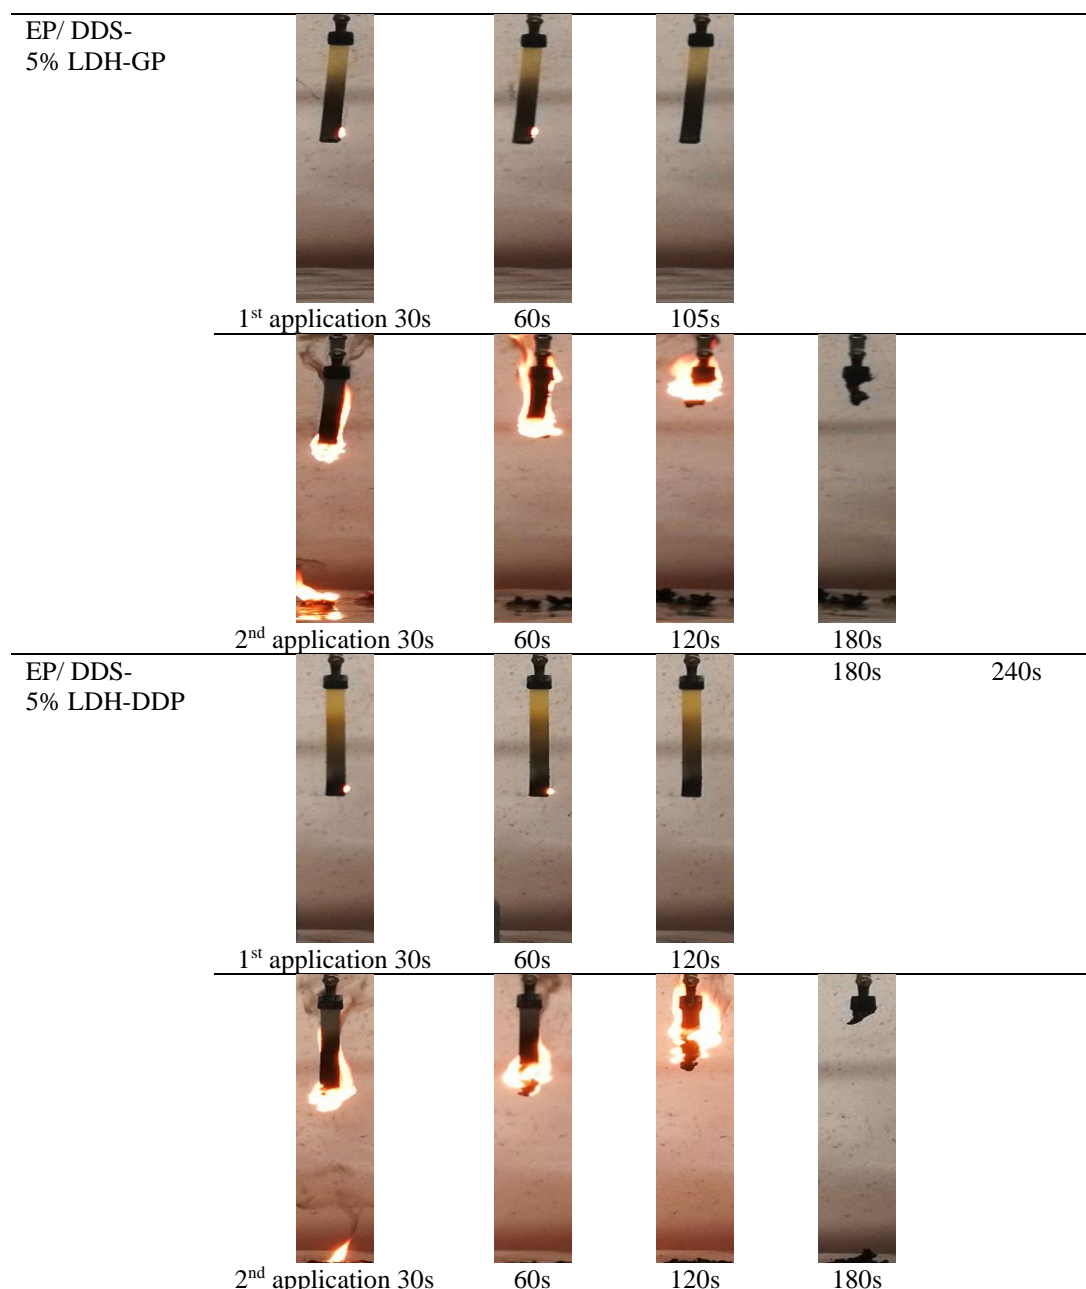 EP/ DDS-
5% LDH-GP
1st application 30s 60s 105s
2nd application 30s 60s 120s 180s
EP/ DDS- 180s 240s
5% LDH-DDP
1st application 30s 60s 120s
2nd application 30s 60s 120s 180s